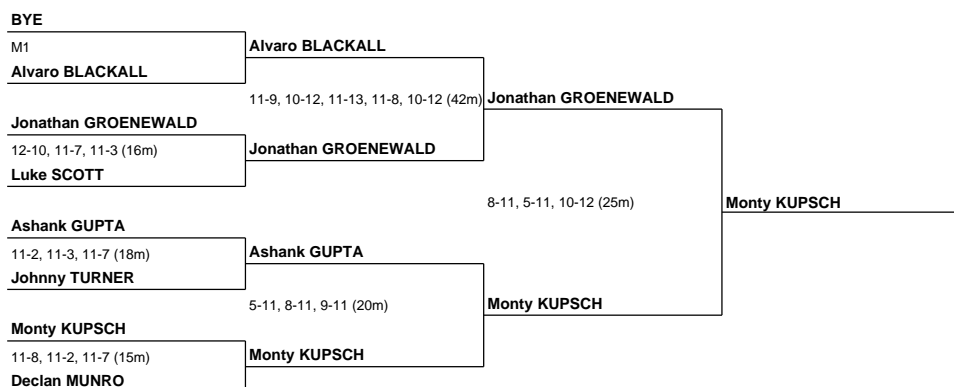 BYE
M1
Alvaro BLACKALL
Alvaro BLACKALL
11-9, 10-12, 11-13, 11-8, 10-12 (42m)
Jonathan GROENEWALD
Jonathan GROENEWALD
12-10, 11-7, 11-3 (16m)
Jonathan GROENEWALD
Luke SCOTT
8-11, 5-11, 10-12 (25m)
Monty KUPSCH
Ashank GUPTA
11-2, 11-3, 11-7 (18m)
Ashank GUPTA
Johnny TURNER
5-11, 8-11, 9-11 (20m)
Monty KUPSCH
Monty KUPSCH
11-8, 11-2, 11-7 (15m)
Monty KUPSCH
Declan MUNRO